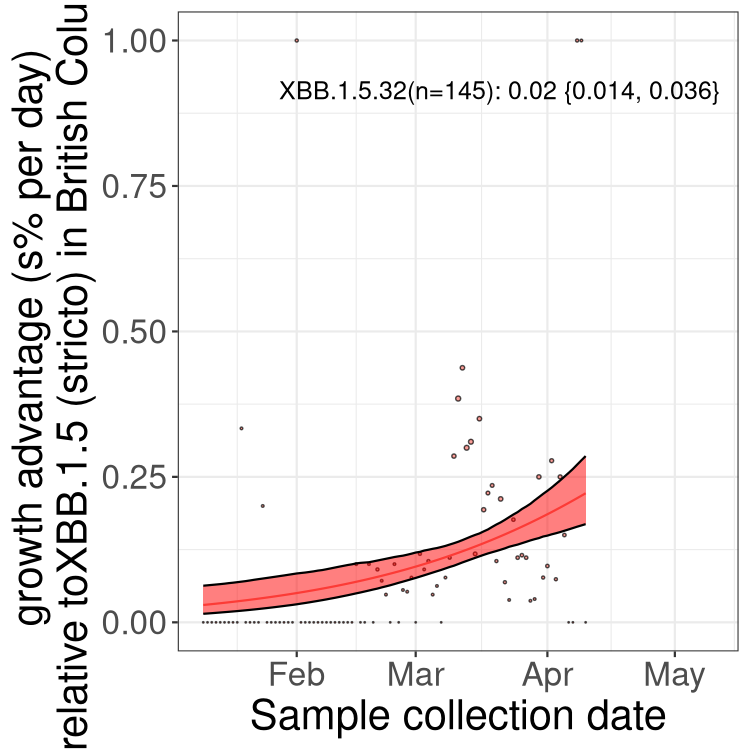 growth advantage (s% per day)
relative toXBB.1.5 (stricto) in British Colu
1.00
0.75
0.50
0.25
0.00
XBB.1.5.32(n=145): 0.02 {0.014, 0.036}
Feb Mar Apr May
Sample collection date